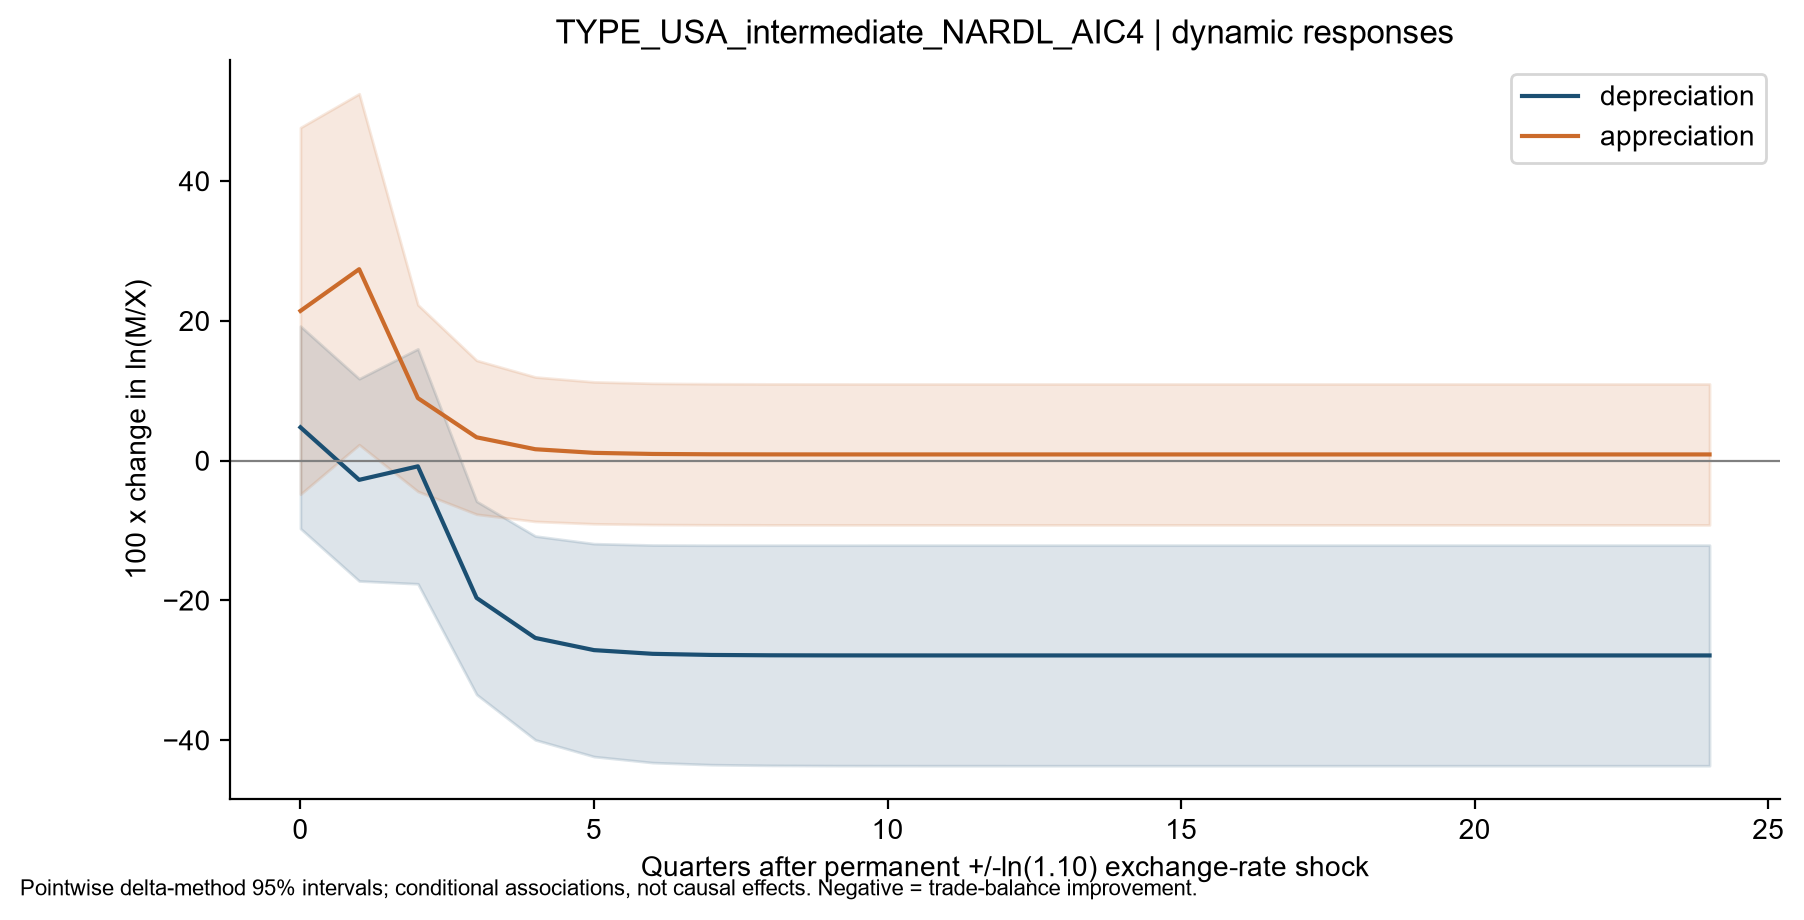 TYPE_USA_intermediate_NARDL_AIC4 | dynamic responses
depreciation
appreciation
100 x change in ln(M/X)
40
20
0
−20
−40
0
5
10
15
20
25
Quarters after permanent +/-ln(1.10) exchange-rate shock
Pointwise delta-method 95% intervals; conditional associations, not causal effects. Negative = trade-balance improvement.